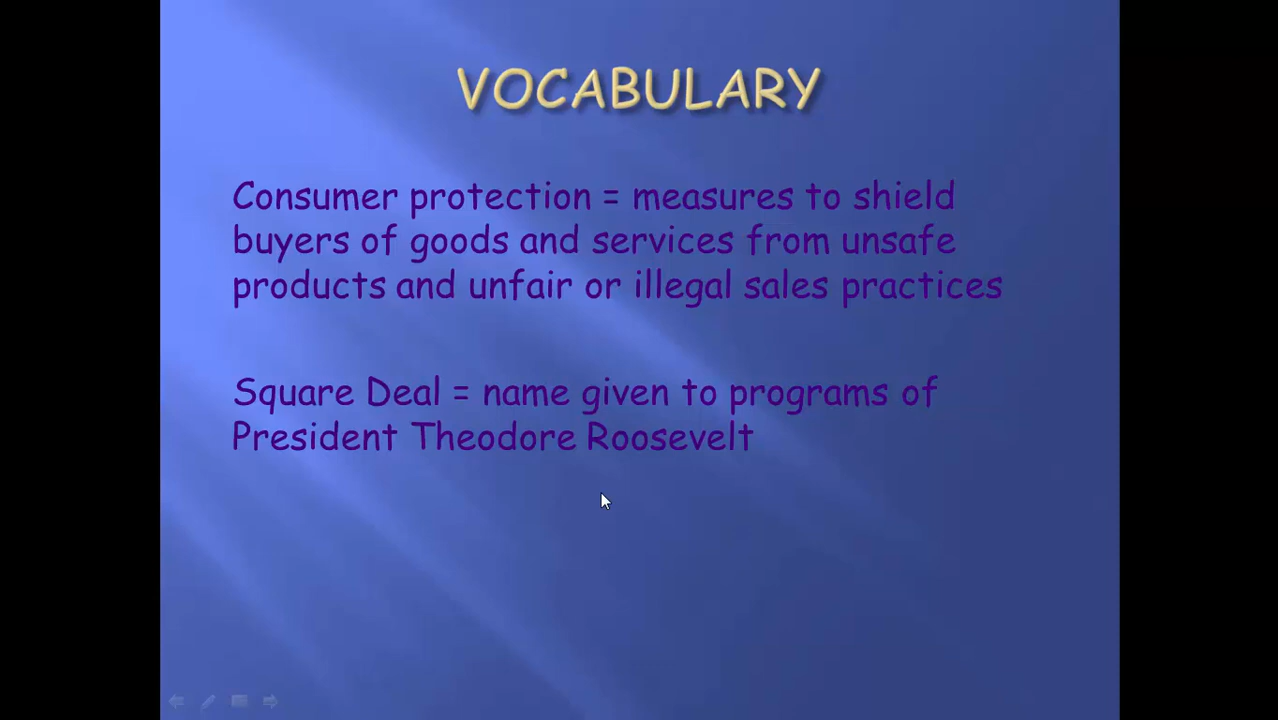 VOCABULARY
Consumer protection = measures to shield
buyers of goods and services from unsafe
products and unfair or illegal sales practices
Square Deal = name given to programs of
President Theodore Roosevelt